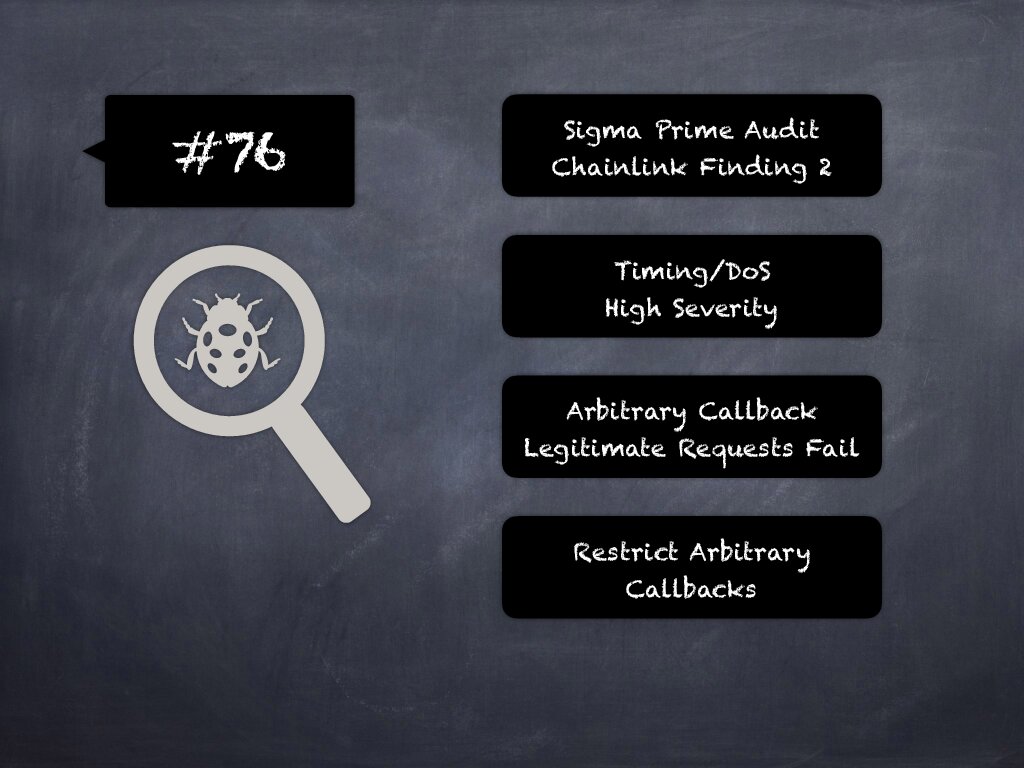 #76
Sigma Prime Audit
Chainlink Finding 2
Timing/DoS
High Severity
Arbitrary Callback
Legitimate Requests Fail
Restrict Arbitrary
Callbacks